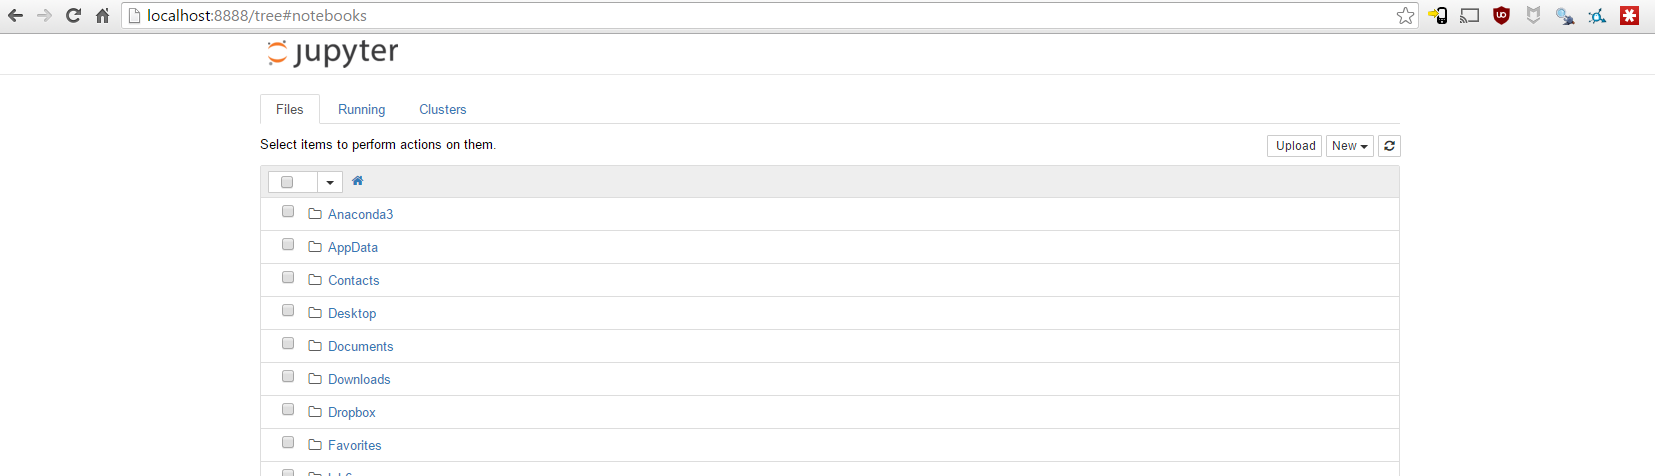 localhost:8888/tree#notebooks
jupyter
Files Running Clusters
Select items to perform actions on them. Upload New
Anaconda3
AppData
Contacts
Desktop
Documents
Downloads
Dropbox
Favorites